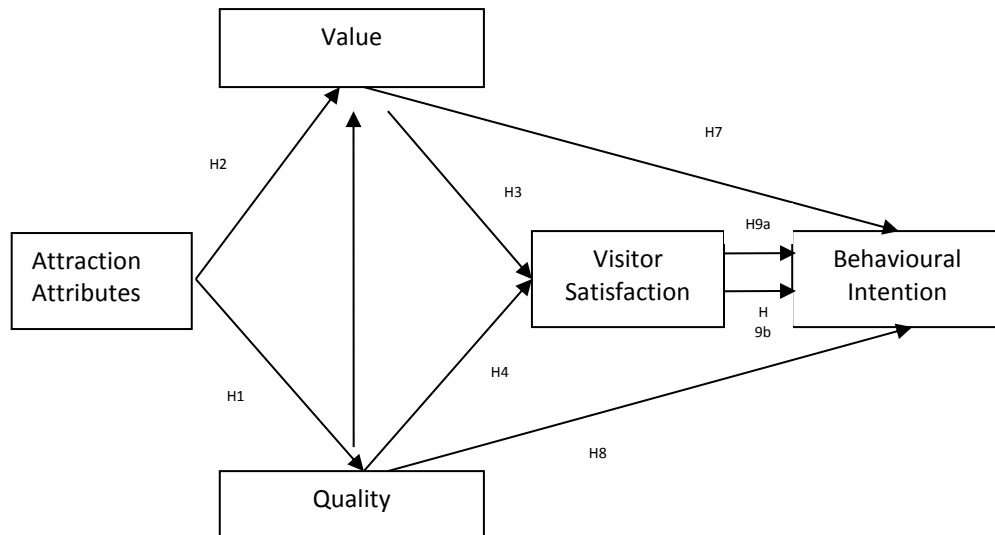 Value
H7
H2
H3
H9a
Attraction
Attributes
Visitor
Satisfaction
Behavioural
Intention
H
9b
H4
H1
H8
Quality